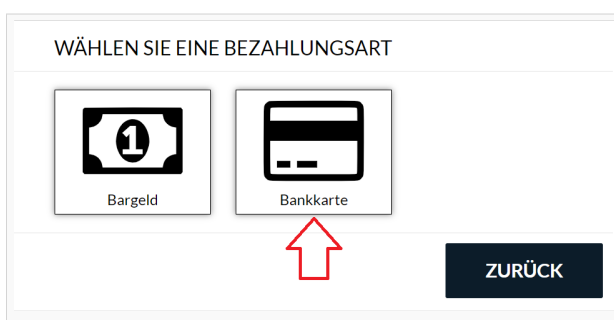 WÄHLEN SIE EINE BEZAHLUNGSART
1
Bargeld
Bankkarte
ZURÜCK